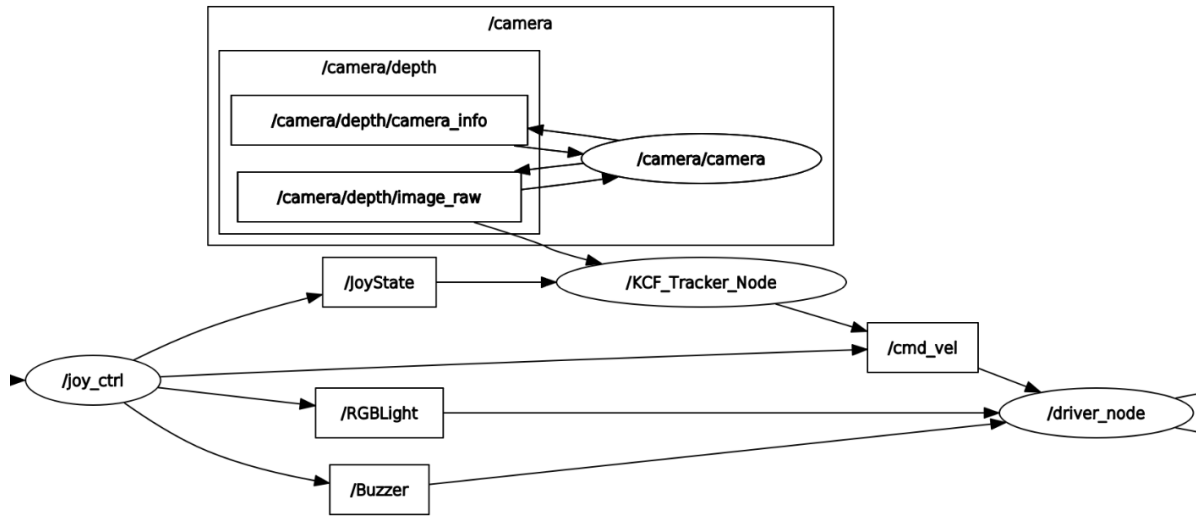 /camera
/camera/depth
/camera/depth/camera_info
/camera/camera
/camera/depth/image_raw
/JoyState
/KCF_Tracker_Node
/cmd_vel
/joy_ctrl
/RGBLight
/driver_node
/Buzzer